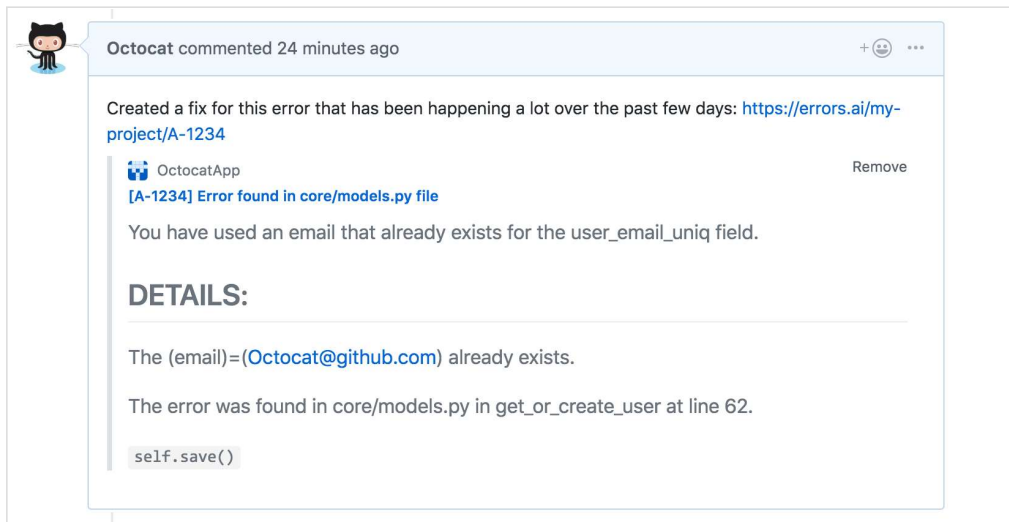 Octocat commented 24 minutes ago
Created a fix for this error that has been happening a lot over the past few days: https://errors.ai/my-
project/A-1234
OctocatApp
Remove
[A-1234] Error found in core/models.py file
You have used an email that already exists for the user_email_uniq field.
DETAILS:
The (email)=(Octocat@github.com) already exists.
The error was found in core/models.py in get_or_create_user at line 62.
self.save()